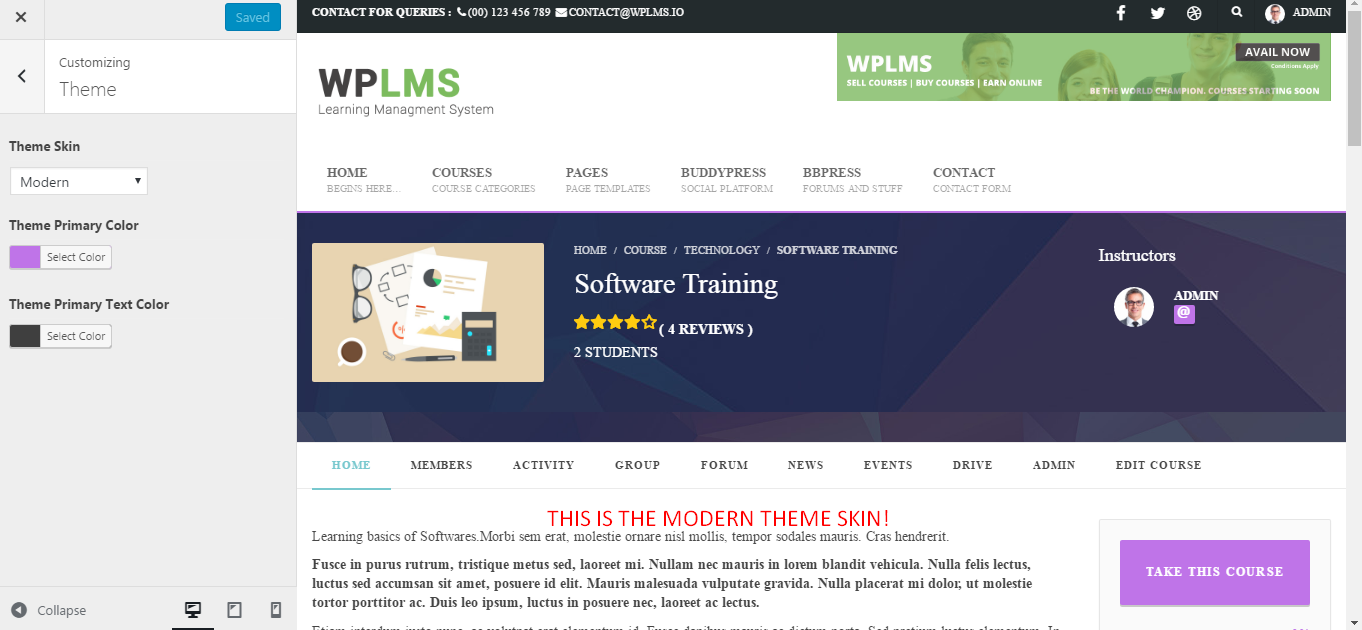 Saved
Customizing
Theme
Theme Skin
Modern
Theme Primary Color
Select Color
Theme Primary Text Color
Select Color
Collapse
CONTACT FOR QUERIES : (00) 123 456 789 CONTACT@WPLMS.IO
ADMIN
WPLMS
Learning Managment System
WPLMS
SELL COURSES | BUY COURSES | EARN ONLINE
AVAIL NOW
Conditions Apply
BE THE WORLD CHAMPION. COURSES STARTING SOON
HOME COURSES PAGES BUDDYPRESS BBPRESS CONTACT
BEGINS HERE... COURSE CATEGORIES PAGE TEMPLATES SOCIAL PLATFORM FORUMS AND STUFF CONTACT FORM
HOME / COURSE / TECHNOLOGY / SOFTWARE TRAINING
Software Training
( 4 REVIEWS )
2 STUDENTS
Instructors
ADMIN
@
HOME MEMBERS ACTIVITY GROUP FORUM NEWS EVENTS DRIVE ADMIN EDIT COURSE
THIS IS THE MODERN THEME SKIN!
Learning basics of Softwares.Morbi sem erat, molestie ornare nisl mollis, tempor sodales mauris. Cras hendrerit.
Fusce in purus rutrum, tristique metus sed, laoreet mi. Nullam nec mauris in lorem blandit vehicula. Nulla felis lectus,
luctus sed accumsan sit amet, posuere id elit. Mauris malesuada vulputate gravida. Nulla placerat mi dolor, ut molestie
tortor porttitor ac. Duis leo ipsum, luctus in posuere nec, laoreet ac lectus.
TAKE THIS COURSE